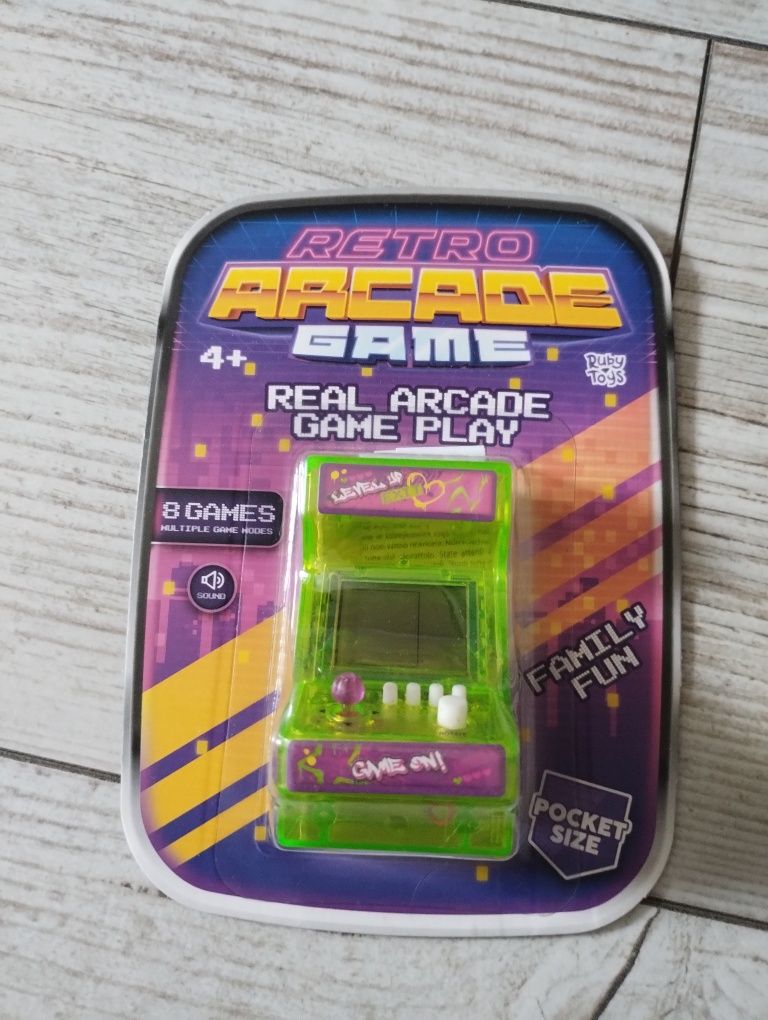 RETRO
ARCADE
GAME
4+
Ruby
Toys
REAL ARCADE
GAME PLAY
LEVEL UP
8 GAMES
MULTIPLE GAME MODES
SOUND
FAMILY
FUN
GAME ON!
POCKET
SIZE